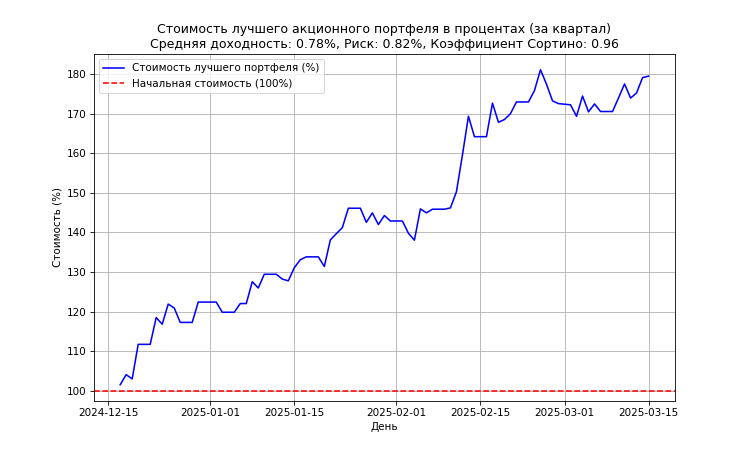 Стоимость лучшего акционного портфеля в процентах (за квартал)
Средняя доходность: 0.78%, Риск: 0.82%, Коэффициент Сортино: 0.96
Стоимость лучшего портфеля (%)
Начальная стоимость (100%)
Стоимость (%)
180
170
160
150
140
130
120
110
100
2024-12-15
2025-01-01
2025-01-15
2025-02-01
2025-02-15
2025-03-01
2025-03-15
День